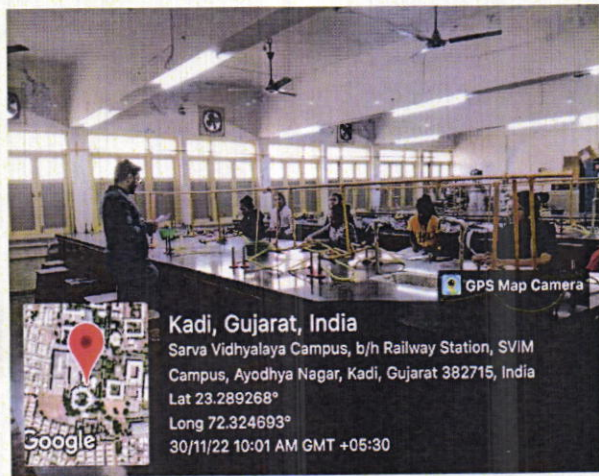 GPS Map Camera
Kadi, Gujarat, India
Sarva Vidhyalaya Campus, b/h Railway Station, SVIM
Campus, Ayodhya Nagar, Kadi, Gujarat 382715, India
Lat 23.289268°
Long 72.324693°
30/11/22 10:01 AM GMT +05:30
Google